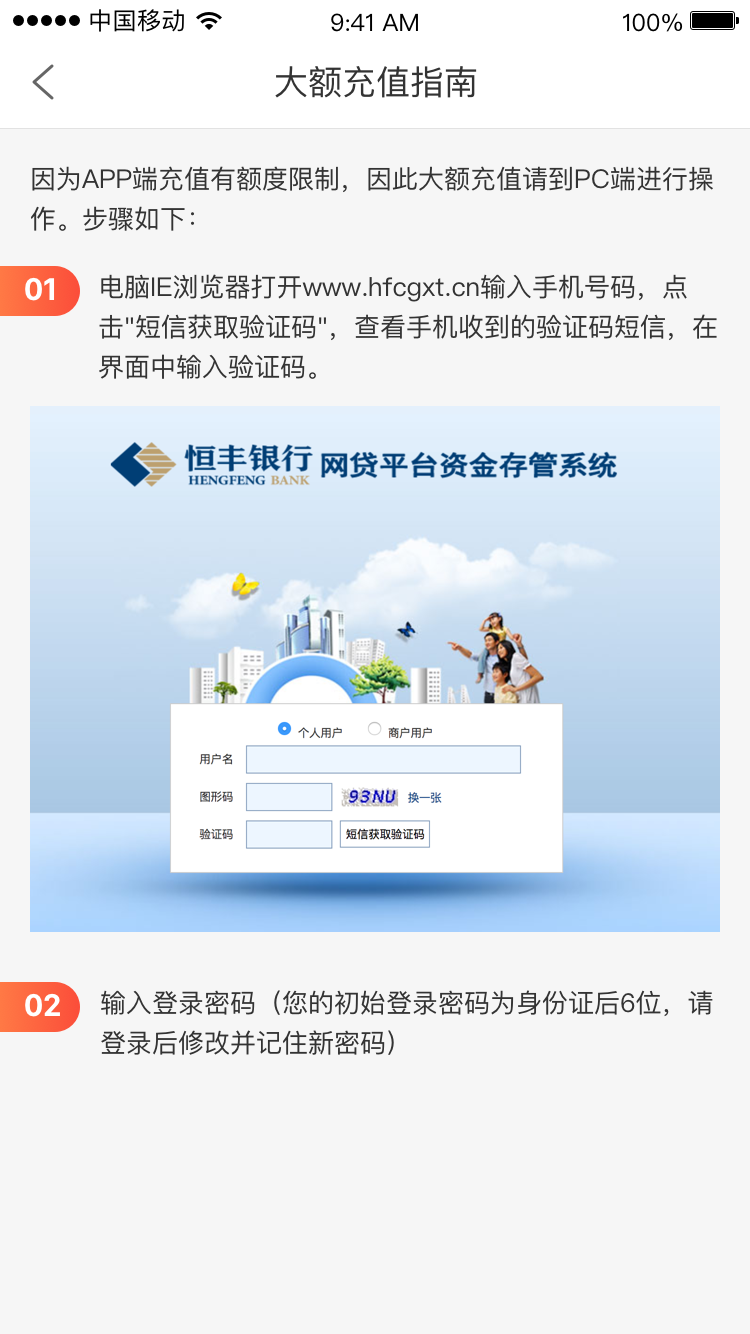 中国移动 9:41 AM 100%
大额充值指南
因为APP端充值有额度限制，因此大额充值请到PC端进行操
作。步骤如下：
01 电脑IE浏览器打开www.hfcgxt.cn输入手机号码，点
击"短信获取验证码"，查看手机收到的验证码短信，在
界面中输入验证码。
恒丰银行 网贷平台资金存管系统
HENGFENG BANK
个人用户 商户用户
用户名
图形码 93NU 换一张
验证码 短信获取验证码
02 输入登录密码（您的初始登录密码为身份证后6位，请
登录后修改并记住新密码）